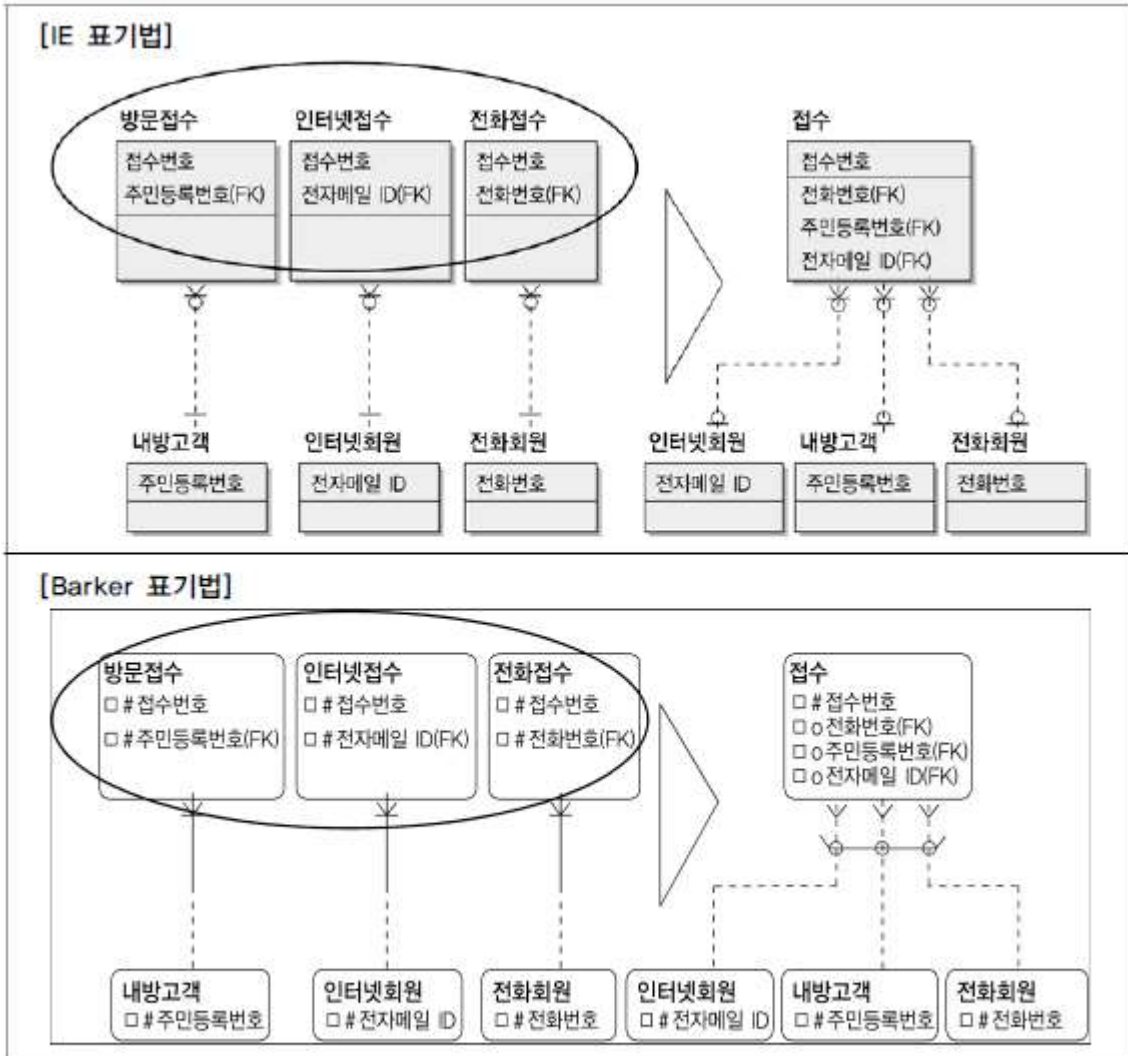 [IE 표기법]
방문접수 인터넷접수 전화접수 접수
접수번호 접수번호 접수번호 접수번호
주민등록번호(FK) 전자메일 ID(FK) 전화번호(FK) 전화번호(FK)
주민등록번호(FK)
전자메일 ID(FK)
내방고객 인터넷회원 전화회원 인터넷회원 내방고객 전화회원
주민등록번호 전자메일 ID 전화번호 전자메일 ID 주민등록번호 전화번호
[Barker 표기법]
방문접수 인터넷접수 전화접수 접수
□ #접수번호 □ #접수번호 □ #접수번호 □ #접수번호
□ #주민등록번호(FK) □ #전자메일 ID(FK) □ #전화번호(FK) □ o전화번호(FK)
□ o주민등록번호(FK)
□ o전자메일 ID(FK)
내방고객 인터넷회원 전화회원 인터넷회원 내방고객 전화회원
□ #주민등록번호 □ #전자메일 ID □ #전화번호 □ #전자메일 ID □ #주민등록번호 □ #전화번호